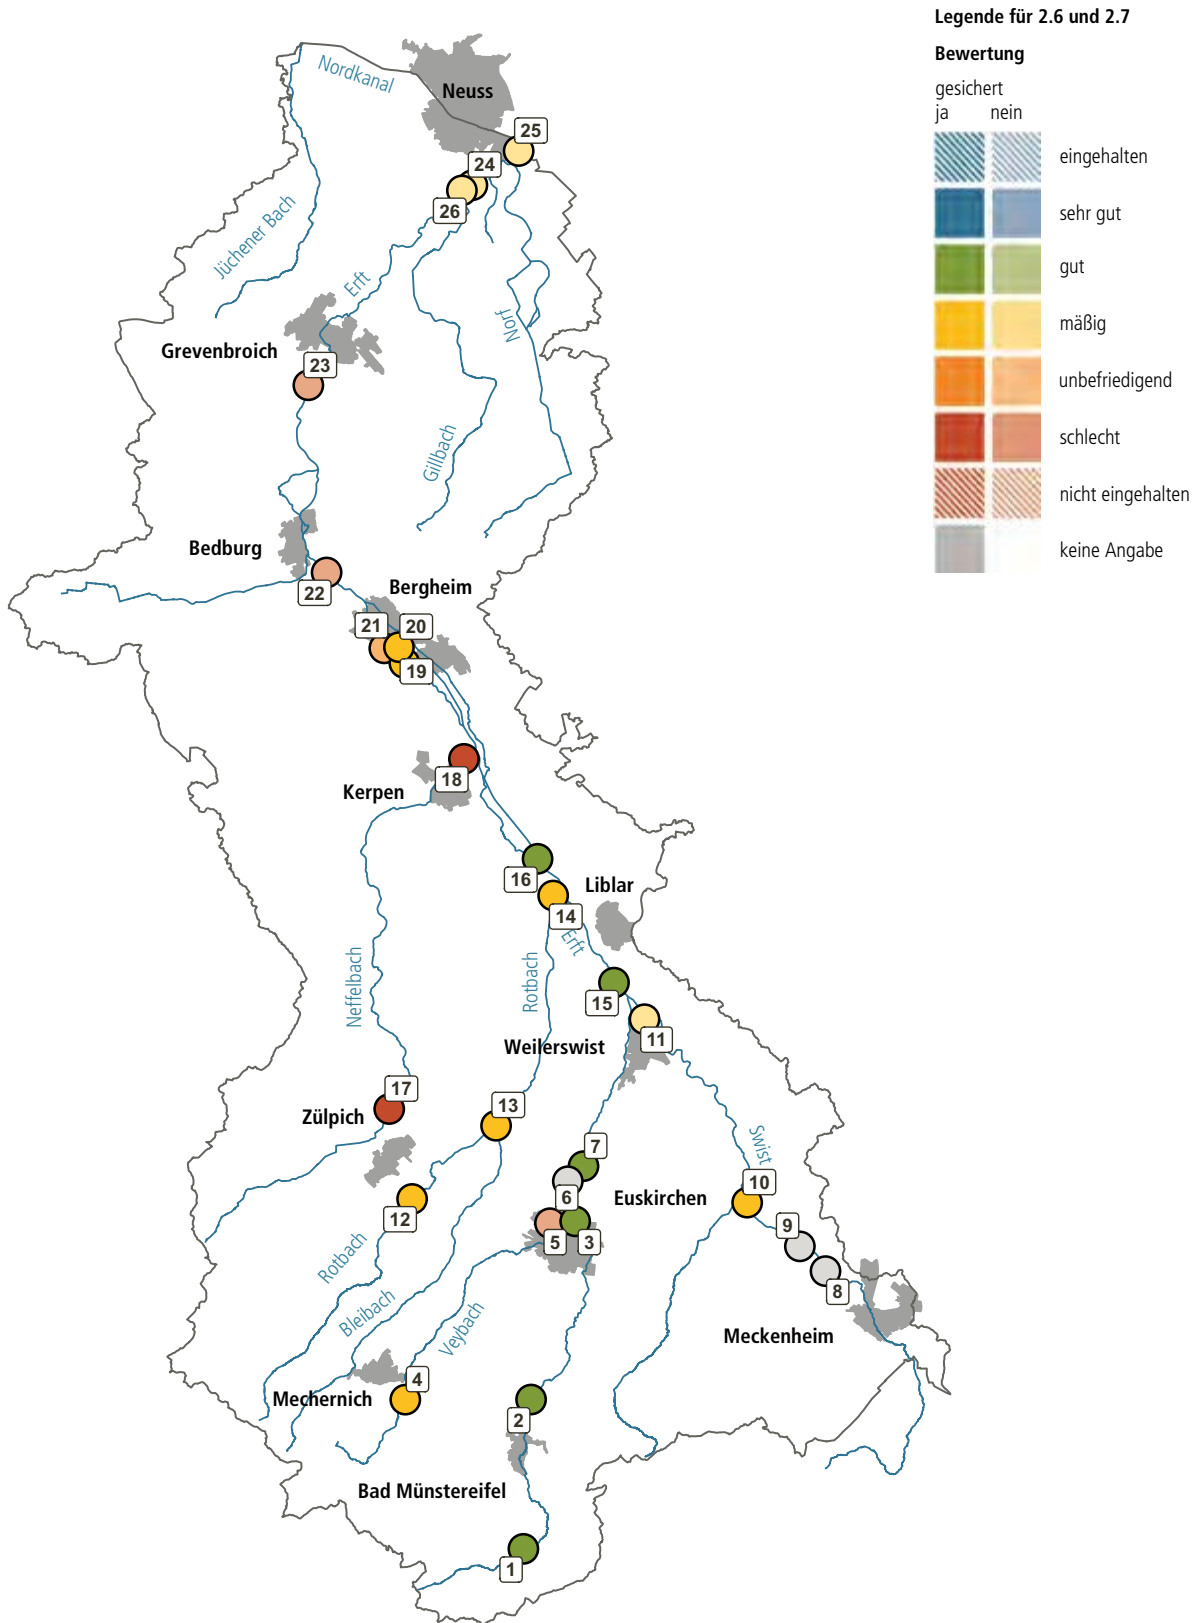 Legende für 2.6 und 2.7
Bewertung
gesichert
ja nein
eingehalten
sehr gut
gut
mäßig
unbefriedigend
schlecht
nicht eingehalten
keine Angabe
Nordkanal
Neuss
25
24
26
Jüchener Bach
Erft
Norf
Grevenbroich
23
Gillbach
Bedburg
22
Bergheim
21
20
19
Kerpen
18
16
Liblar
14
Erft
Neffelbach
Rotbach
15
Weilerswist
11
17
Zülpich
13
Swist
7
10
6
Euskirchen
12
9
5
3
Rotbach
8
Bleibach
Veybach
Meckenheim
4
Mechernich
2
Bad Münstereifel
1